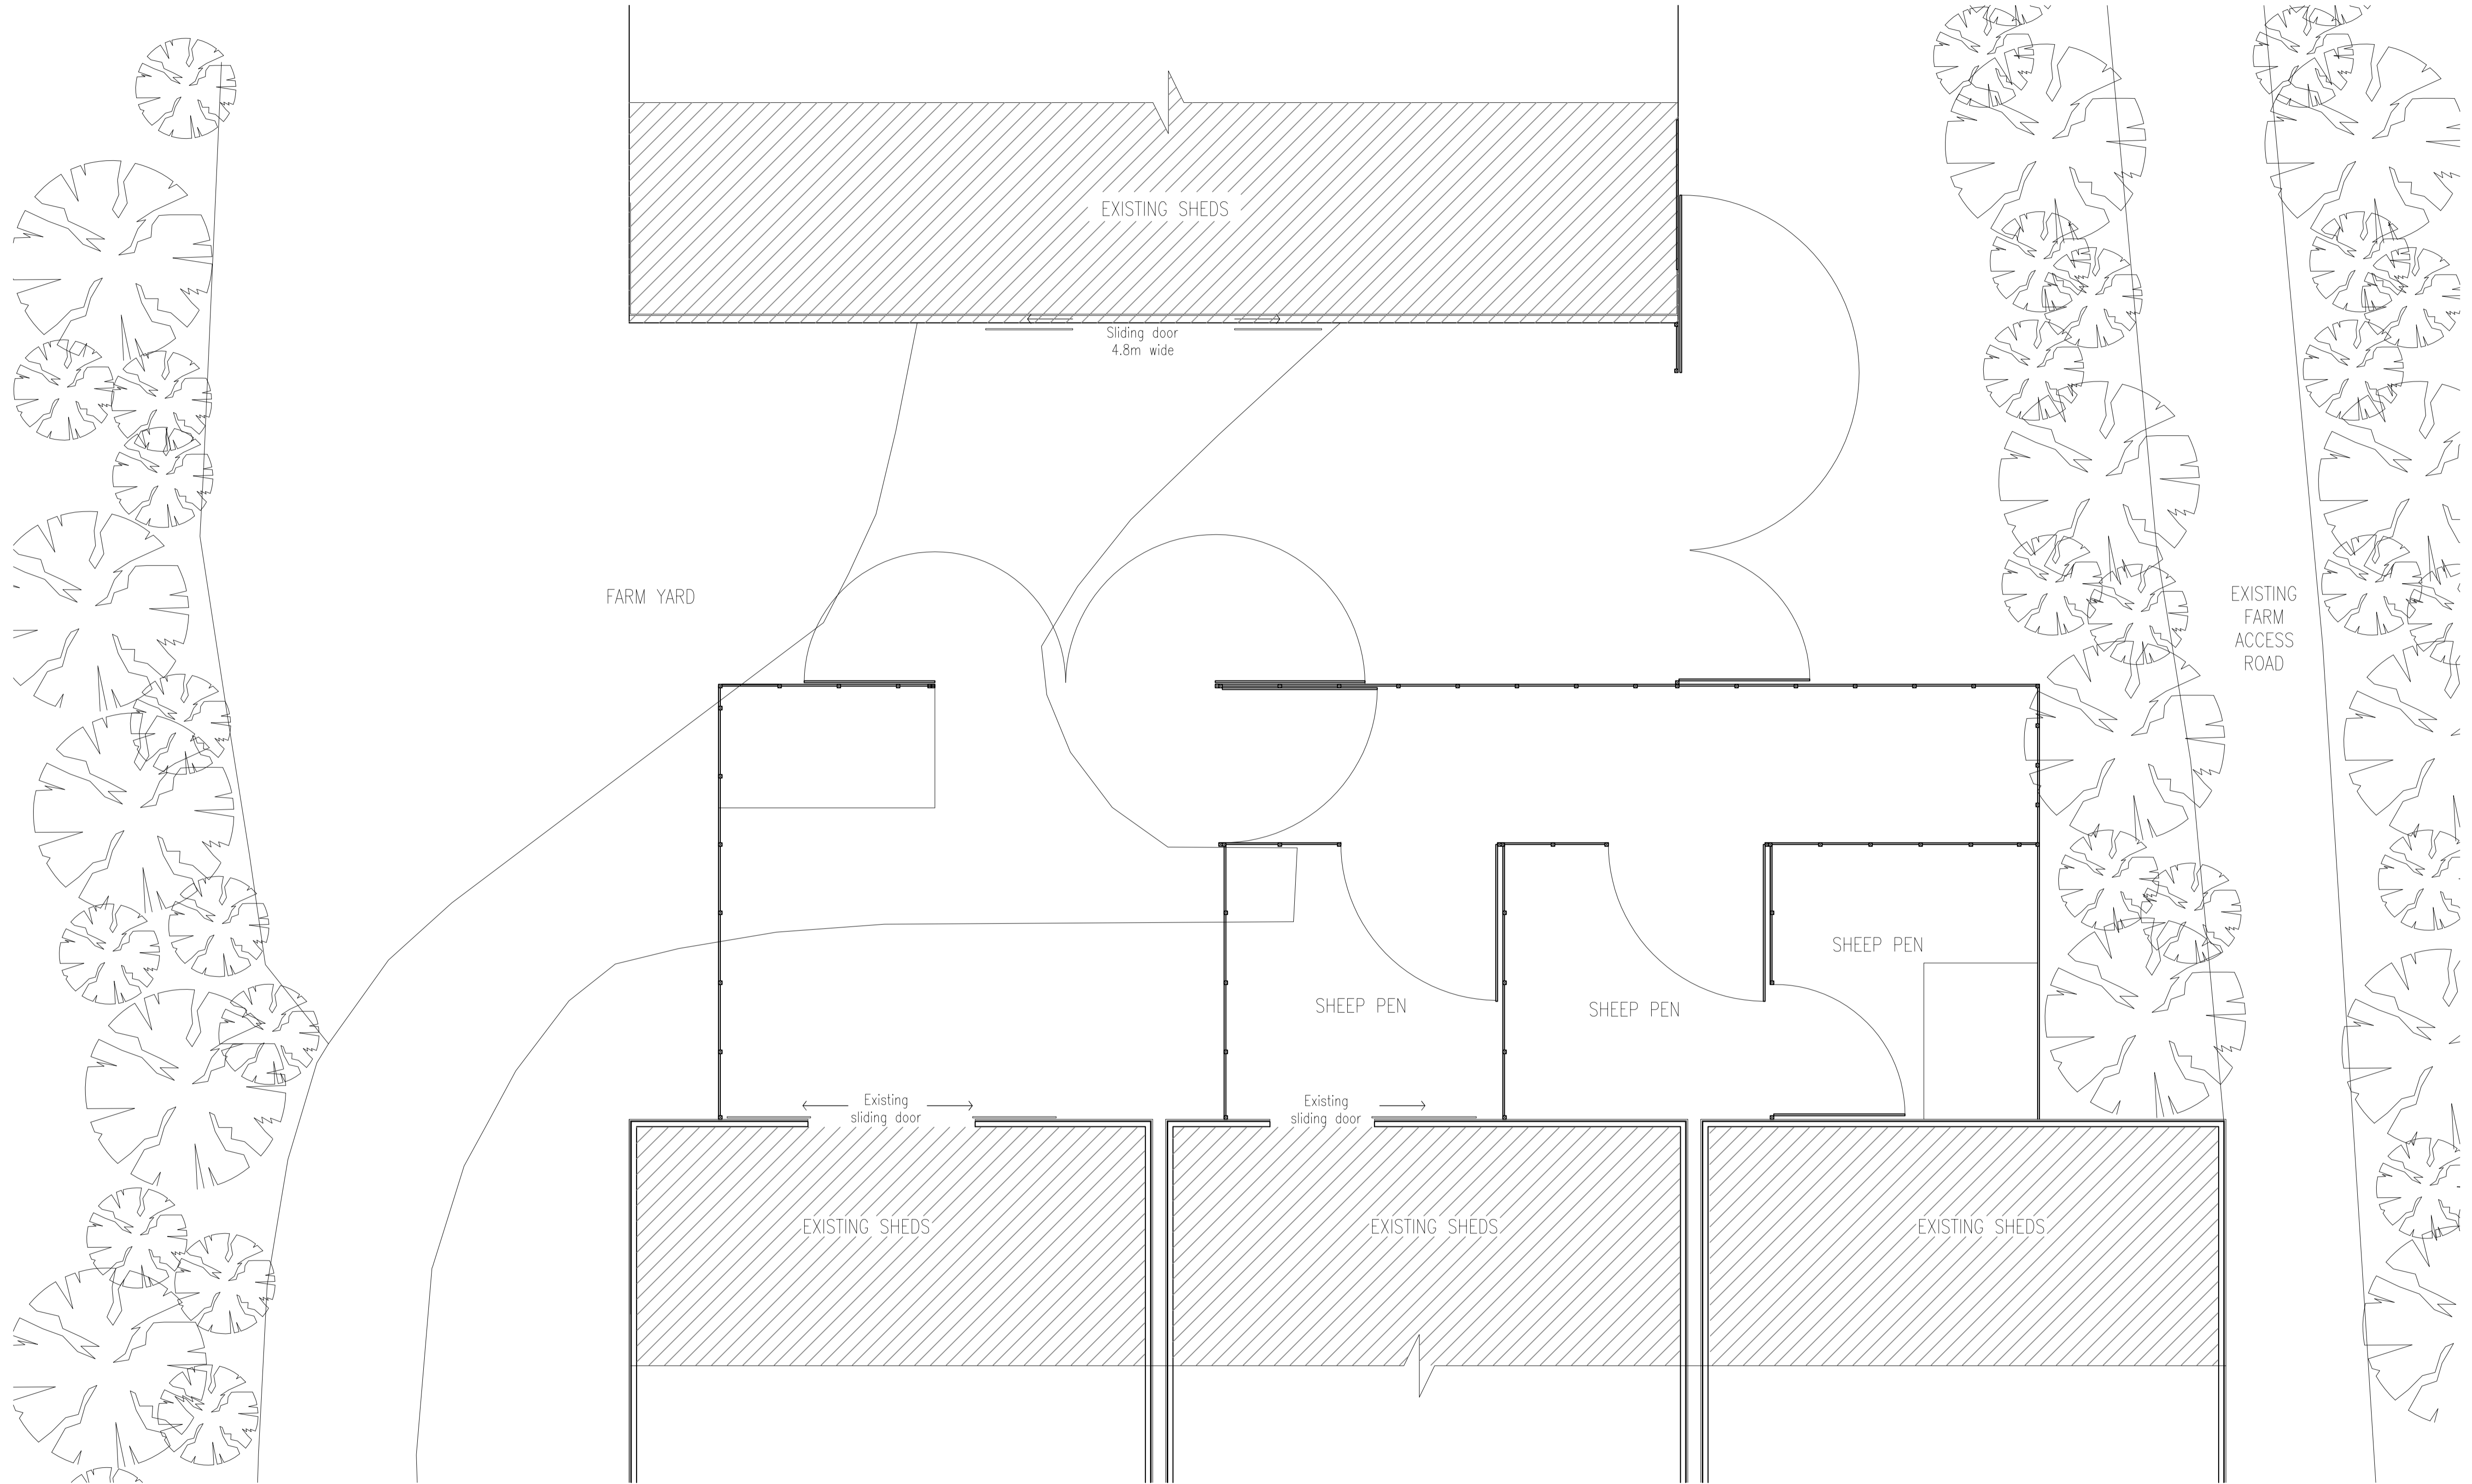 EXISTING SHEDS
Sliding door
4.8m wide
FARM YARD
EXISTING
FARM
ACCESS
ROAD
SHEEP PEN
SHEEP PEN
SHEEP PEN
Existing
sliding door
Existing
sliding door
EXISTING SHEDS
EXISTING SHEDS
EXISTING SHEDS